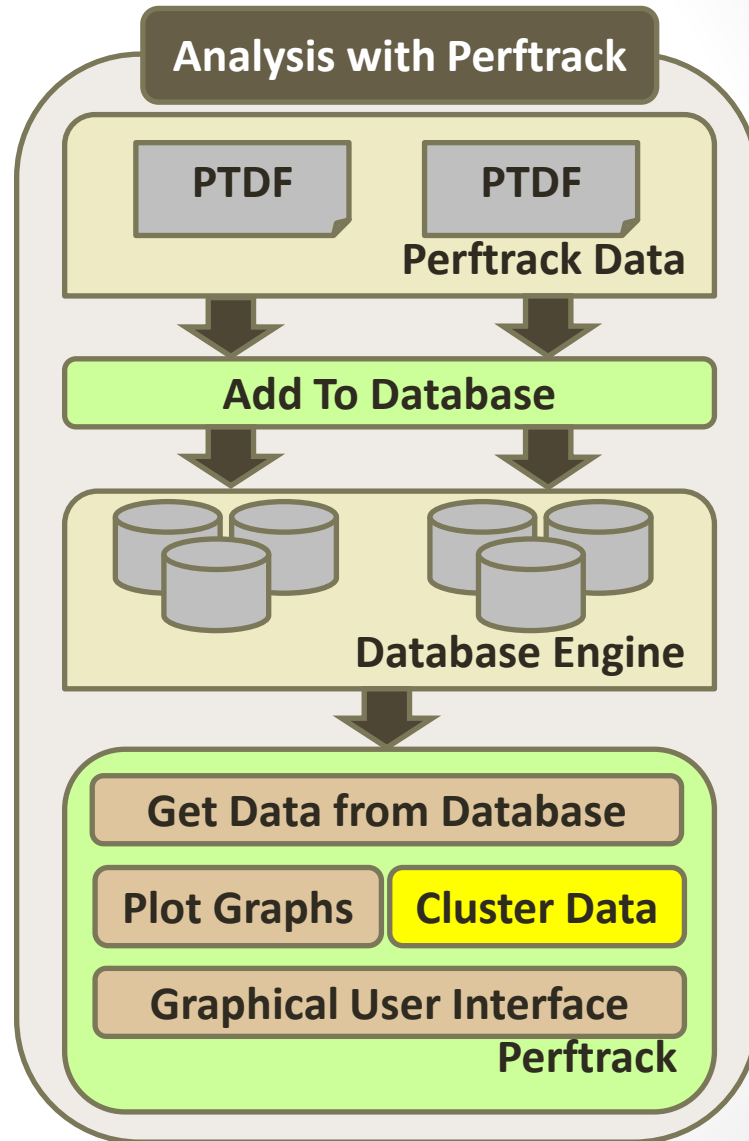 Analysis with Perftrack
PTDF PTDF
Perftrack Data
Add To Database
Database Engine
Get Data from Database
Plot Graphs Cluster Data
Graphical User Interface
Perftrack